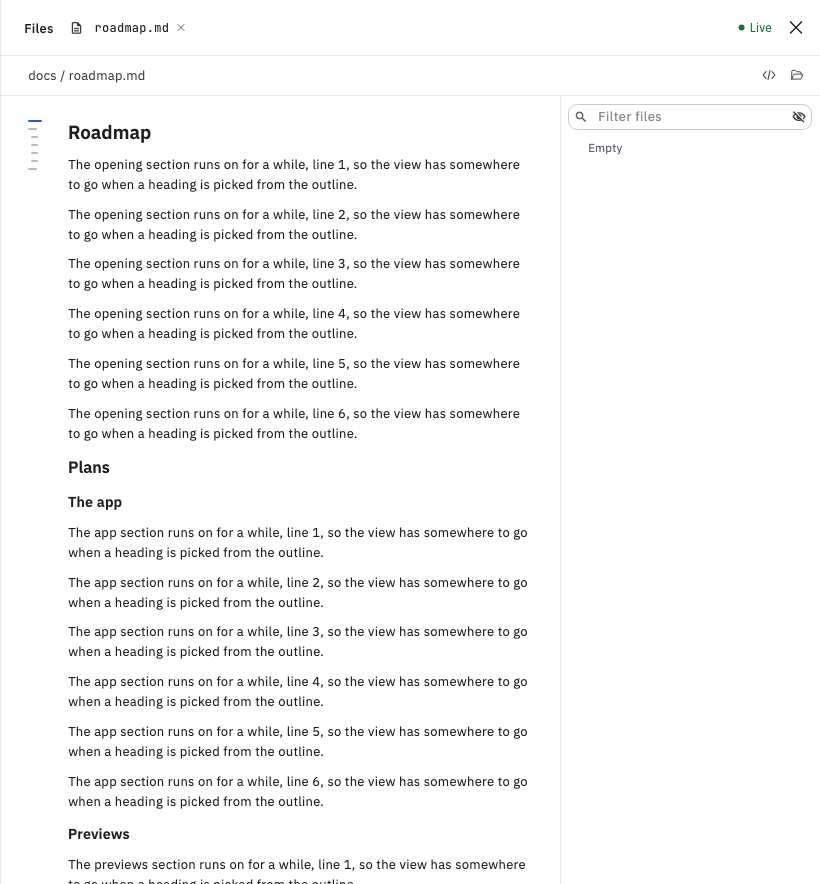 Files roadmap.md Live
docs / roadmap.md
Filter files
Empty
Roadmap
The opening section runs on for a while, line 1, so the view has somewhere
to go when a heading is picked from the outline.
The opening section runs on for a while, line 2, so the view has somewhere
to go when a heading is picked from the outline.
The opening section runs on for a while, line 3, so the view has somewhere
to go when a heading is picked from the outline.
The opening section runs on for a while, line 4, so the view has somewhere
to go when a heading is picked from the outline.
The opening section runs on for a while, line 5, so the view has somewhere
to go when a heading is picked from the outline.
The opening section runs on for a while, line 6, so the view has somewhere
to go when a heading is picked from the outline.
Plans
The app
The app section runs on for a while, line 1, so the view has somewhere to go
when a heading is picked from the outline.
The app section runs on for a while, line 2, so the view has somewhere to go
when a heading is picked from the outline.
The app section runs on for a while, line 3, so the view has somewhere to go
when a heading is picked from the outline.
The app section runs on for a while, line 4, so the view has somewhere to go
when a heading is picked from the outline.
The app section runs on for a while, line 5, so the view has somewhere to go
when a heading is picked from the outline.
The app section runs on for a while, line 6, so the view has somewhere to go
when a heading is picked from the outline.
Previews
The previews section runs on for a while, line 1, so the view has somewhere
to go when a heading is picked from the outline.